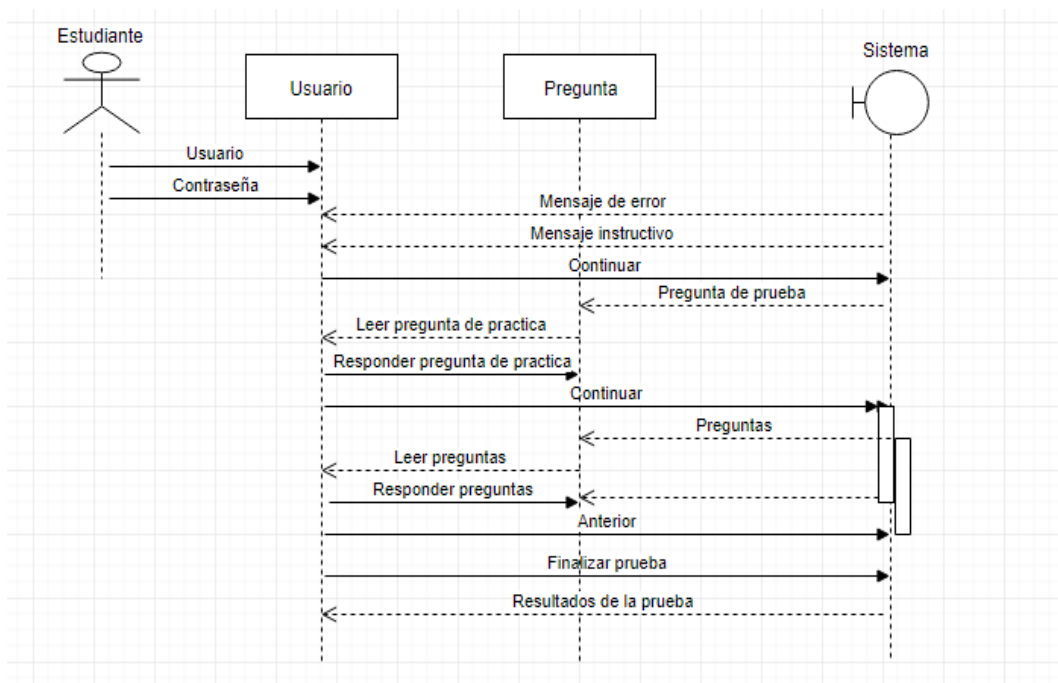 Estudiante
Sistema
Usuario
Pregunta
Usuario
Contraseña
Mensaje de error
Mensaje instructivo
Continuar
Pregunta de prueba
Leer pregunta de practica
Responder pregunta de practica
Continuar
Preguntas
Leer preguntas
Responder preguntas
Anterior
Finalizar prueba
Resultados de la prueba